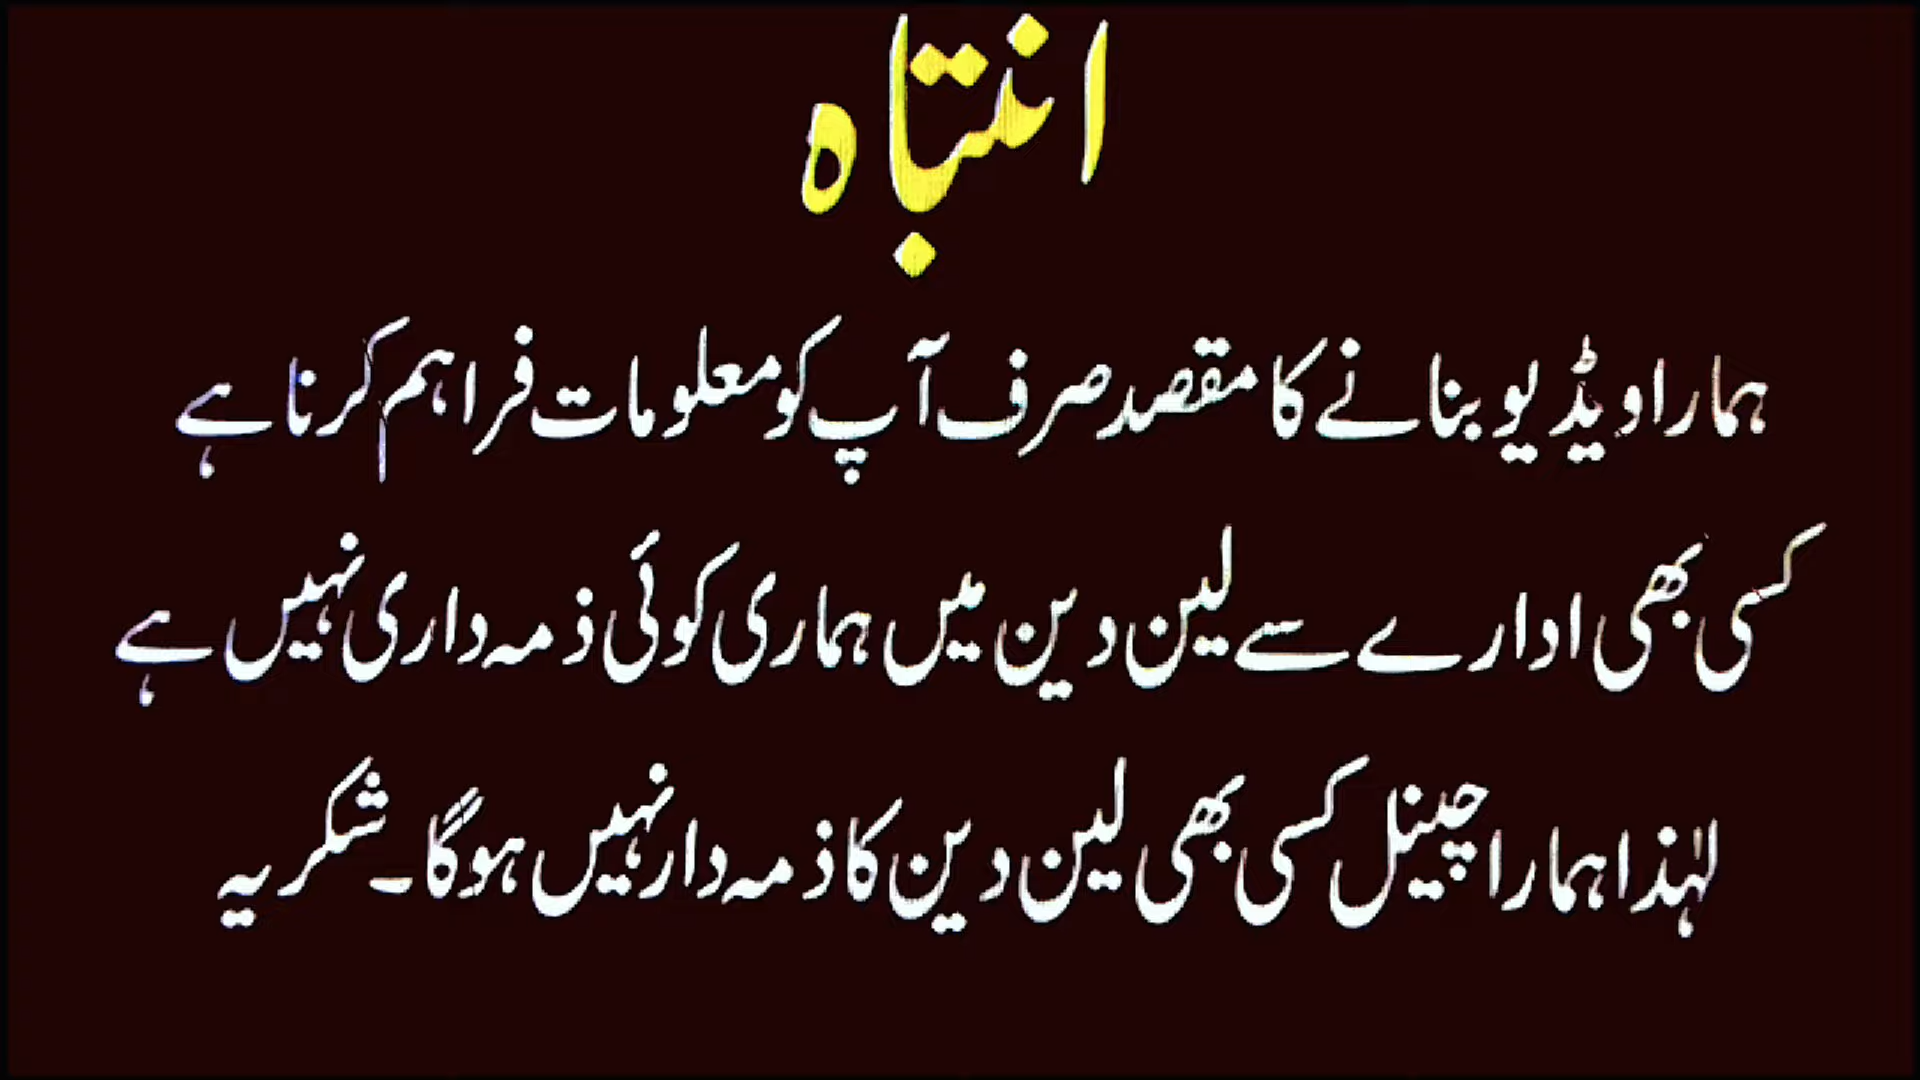 انتباہ
ہمارا ویڈیو بنانے کا مقصد صرف آپ کو معلومات فراہم کرنا ہے
کسی بھی ادارے سے لین دین میں ہماری کوئی ذمہ داری نہیں ہے
لہٰذا ہمارا چینل کسی بھی لین دین کا ذمہ دار نہیں ہوگا۔ شکریہ